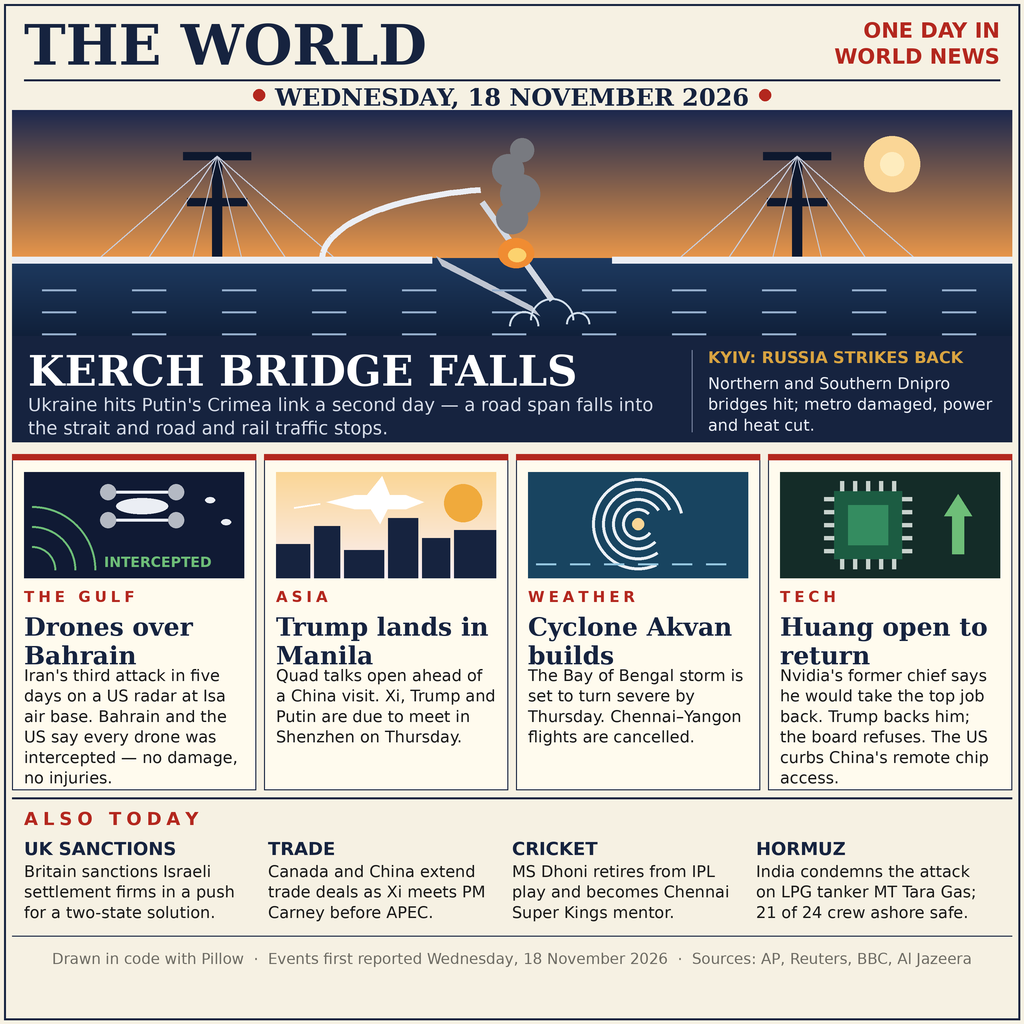 THE WORLD
ONE DAY IN
WORLD NEWS
WEDNESDAY, 18 NOVEMBER 2026
KERCH BRIDGE FALLS
Ukraine hits Putin's Crimea link a second day — a road span falls into
the strait and road and rail traffic stops.
KYIV: RUSSIA STRIKES BACK
Northern and Southern Dnipro
bridges hit; metro damaged, power
and heat cut.
INTERCEPTED
THE GULF
Drones over
Bahrain
Iran's third attack in five
days on a US radar at Isa
air base. Bahrain and the
US say every drone was
intercepted — no damage,
no injuries.
ASIA
Trump lands in
Manila
Quad talks open ahead of
a China visit. Xi, Trump and
Putin are due to meet in
Shenzhen on Thursday.
WEATHER
Cyclone Akvan
builds
The Bay of Bengal storm is
set to turn severe by
Thursday. Chennai–Yangon
flights are cancelled.
TECH
Huang open to
return
Nvidia's former chief says
he would take the top job
back. Trump backs him;
the board refuses. The US
curbs China's remote chip
access.
ALSO TODAY
UK SANCTIONS
Britain sanctions Israeli
settlement firms in a push
for a two-state solution.
TRADE
Canada and China extend
trade deals as Xi meets PM
Carney before APEC.
CRICKET
MS Dhoni retires from IPL
play and becomes Chennai
Super Kings mentor.
HORMUZ
India condemns the attack
on LPG tanker MT Tara Gas;
21 of 24 crew ashore safe.
Drawn in code with Pillow · Events first reported Wednesday, 18 November 2026 · Sources: AP, Reuters, BBC, Al Jazeera